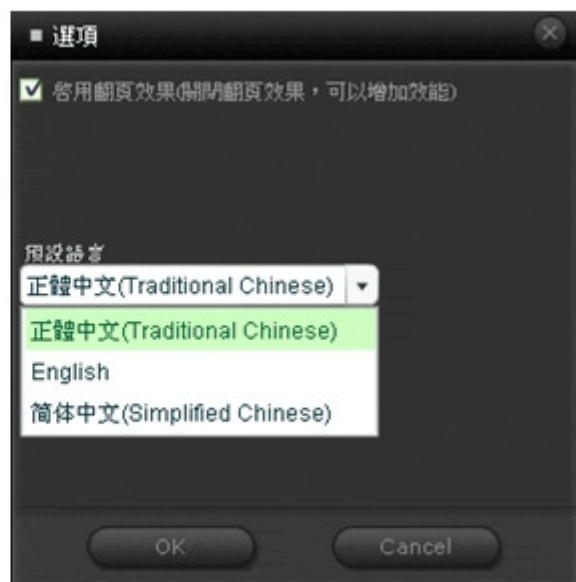 選項
啓用翻頁效果(關閉翻頁效果，可以增加效能)
預設語言
正體中文(Traditional Chinese)
正體中文(Traditional Chinese)
English
简体中文(Simplified Chinese)
OK Cancel